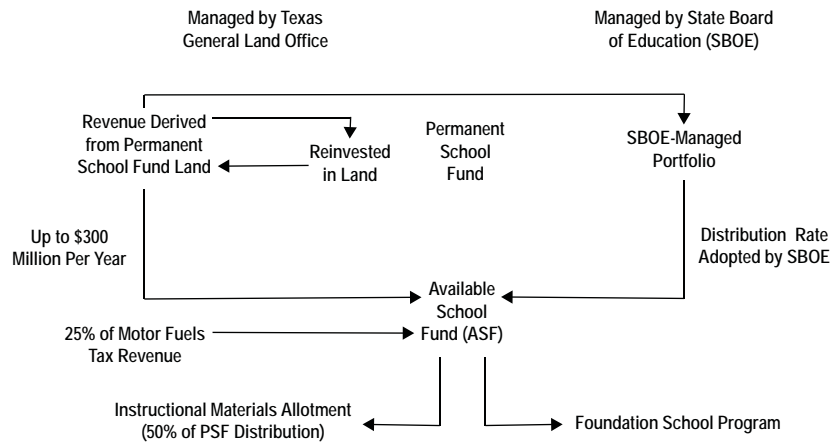 Managed by Texas
General Land Office
Managed by State Board
of Education (SBOE)
Revenue Derived
from Permanent
School Fund Land
Reinvested
in Land
Permanent
School
Fund
SBOE-Managed
Portfolio
Up to $300
Million Per Year
Distribution Rate
Adopted by SBOE
Available
School
Fund (ASF)
25% of Motor Fuels
Tax Revenue
Instructional Materials Allotment
(50% of PSF Distribution)
Foundation School Program